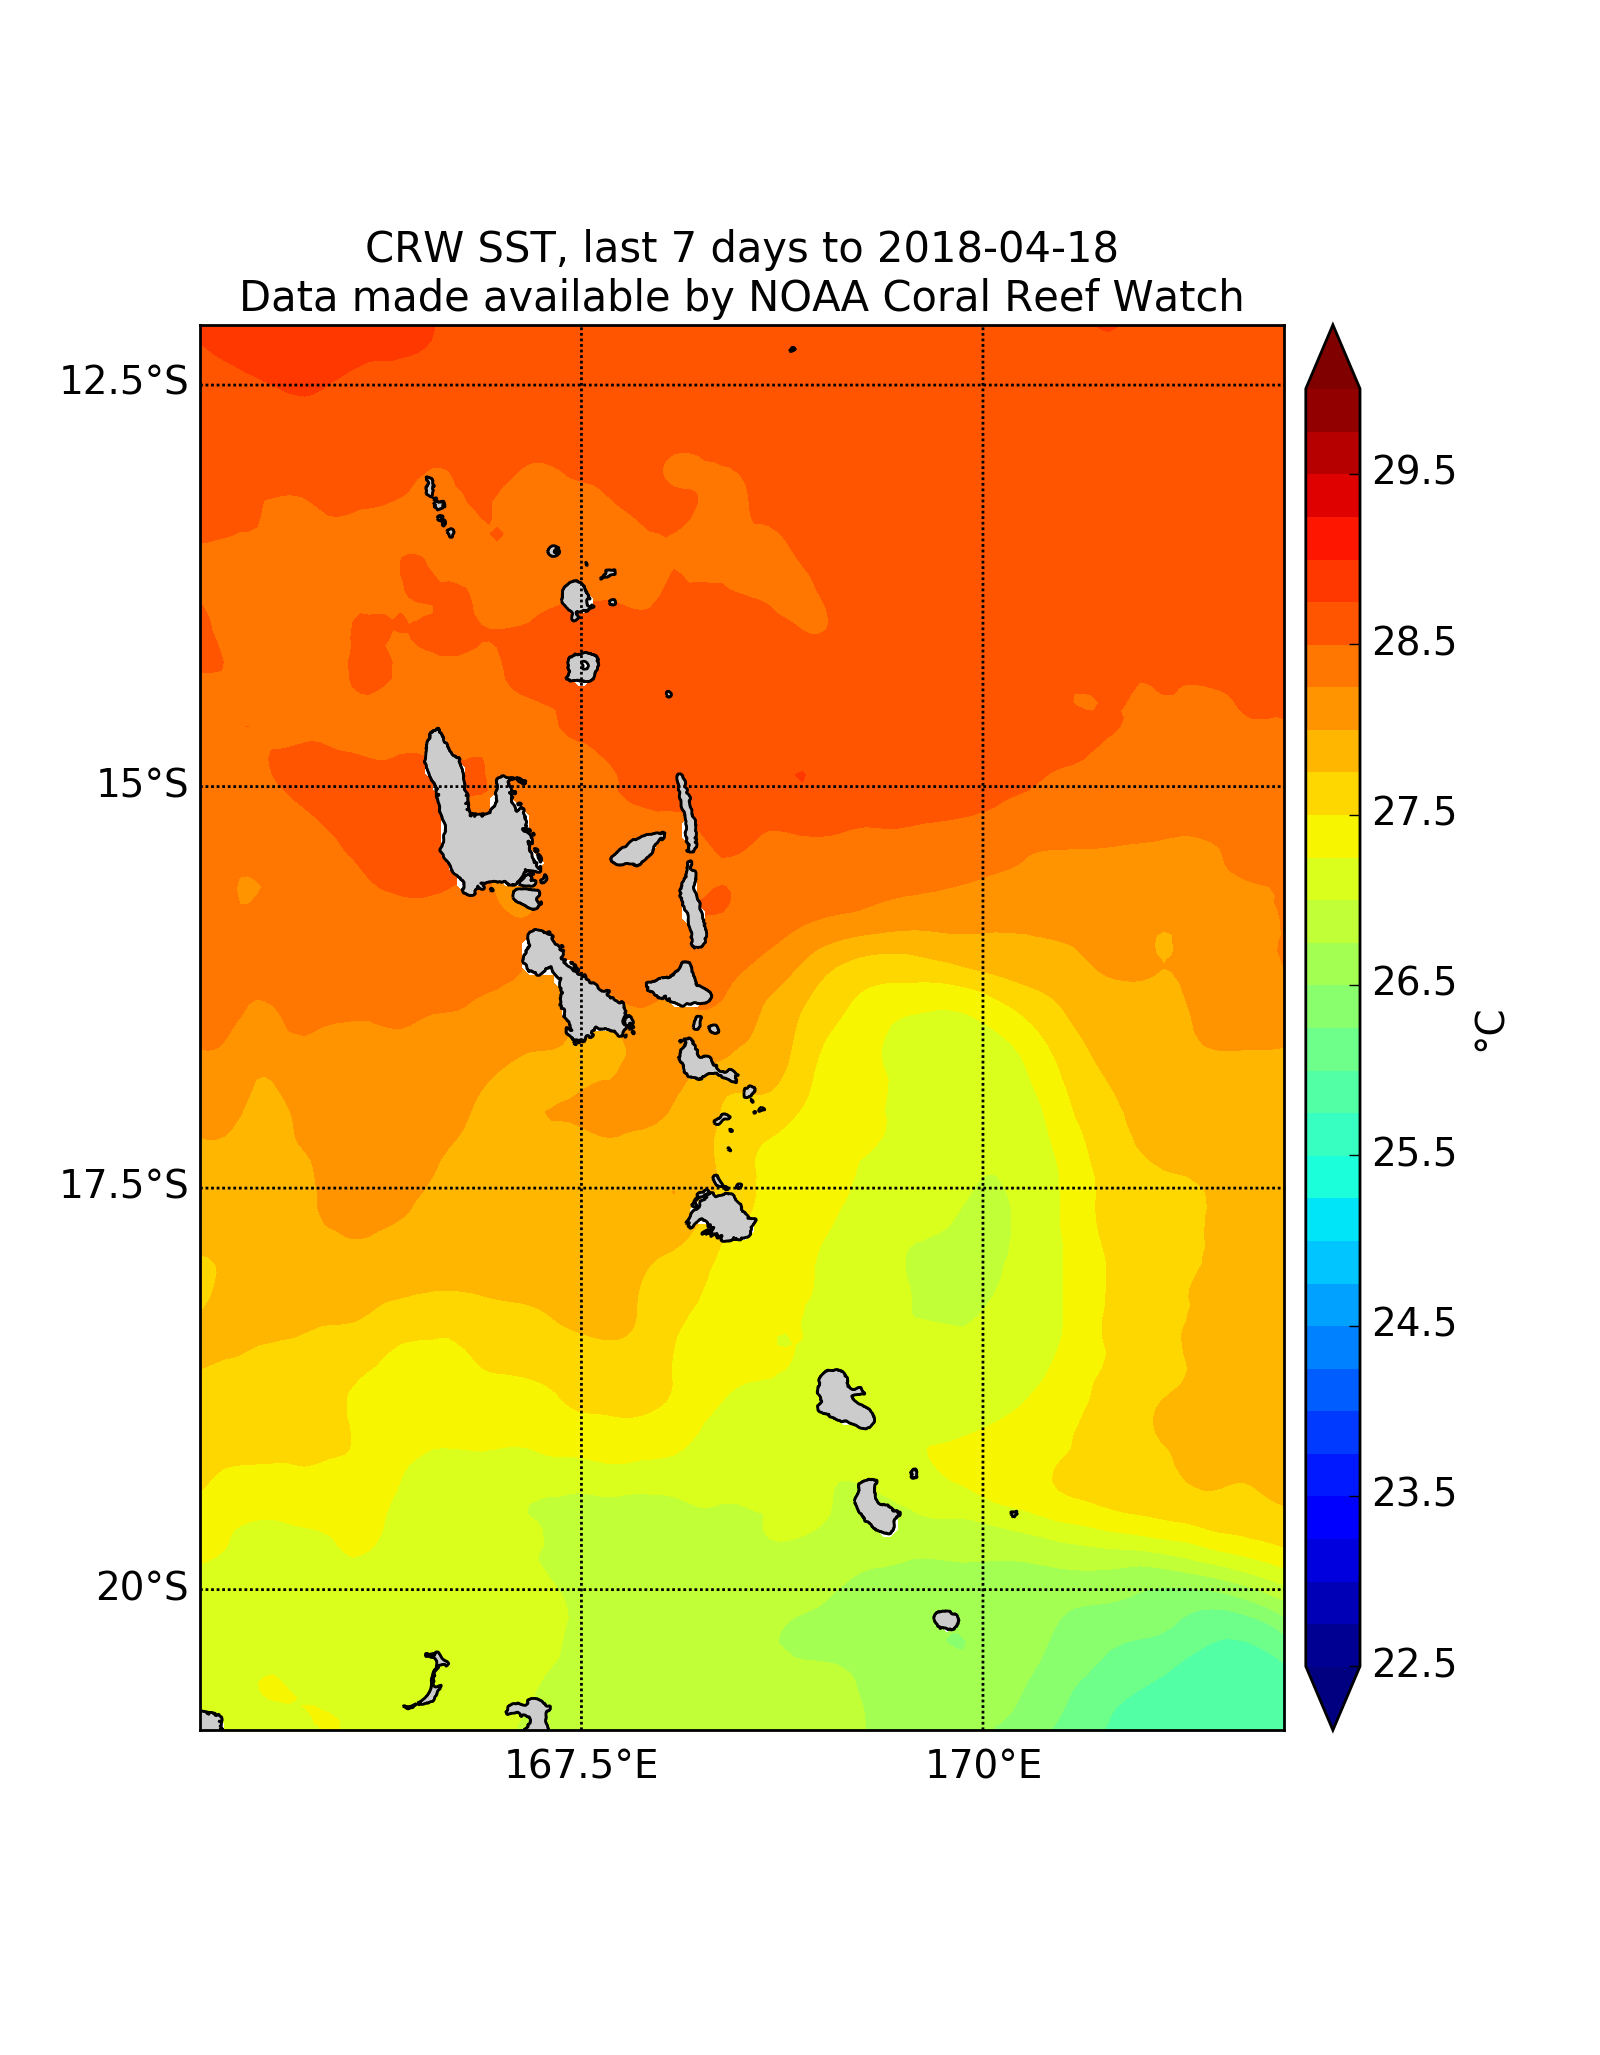 CRW SST, last 7 days to 2018-04-18
Data made available by NOAA Coral Reef Watch
12.5°S
15°S
17.5°S
20°S
167.5°E
170°E
29.5
28.5
27.5
26.5
25.5
24.5
23.5
22.5
°C